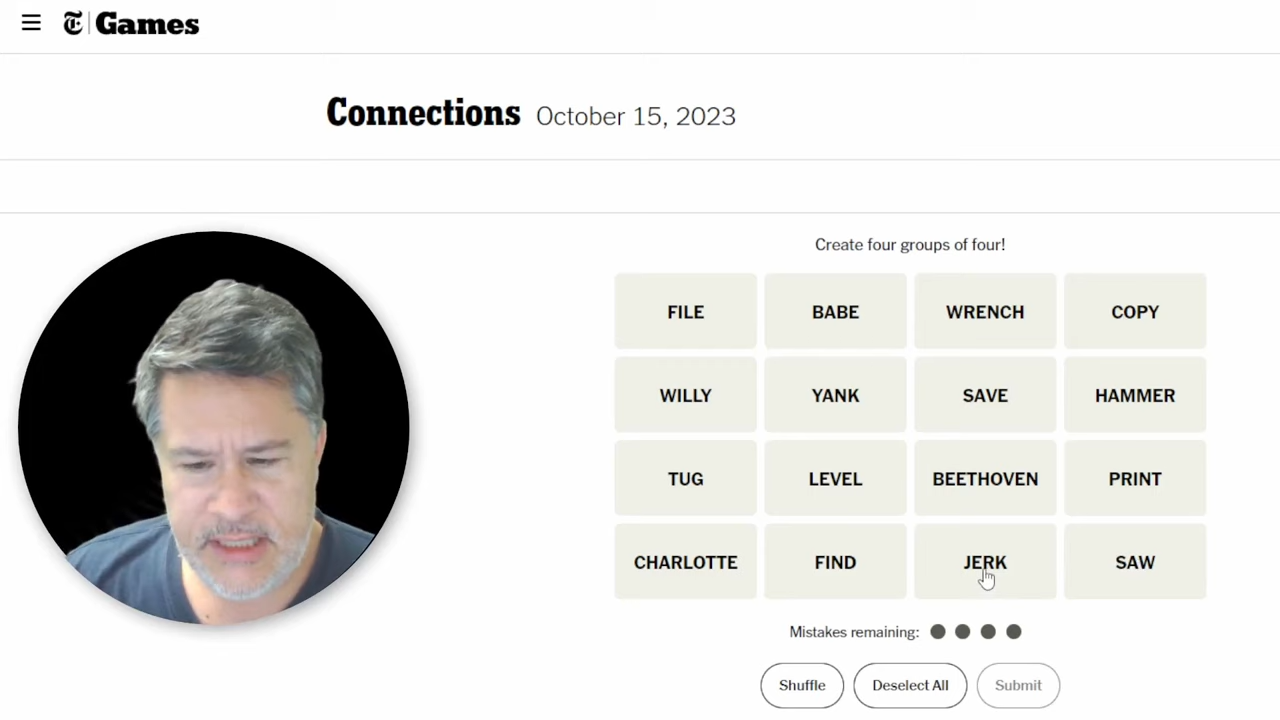 Games
Connections October 15, 2023
Create four groups of four!
FILE BABE WRENCH COPY
WILLY YANK SAVE HAMMER
TUG LEVEL BEETHOVEN PRINT
CHARLOTTE FIND JERK SAW
Mistakes remaining:
Shuffle Deselect All Submit